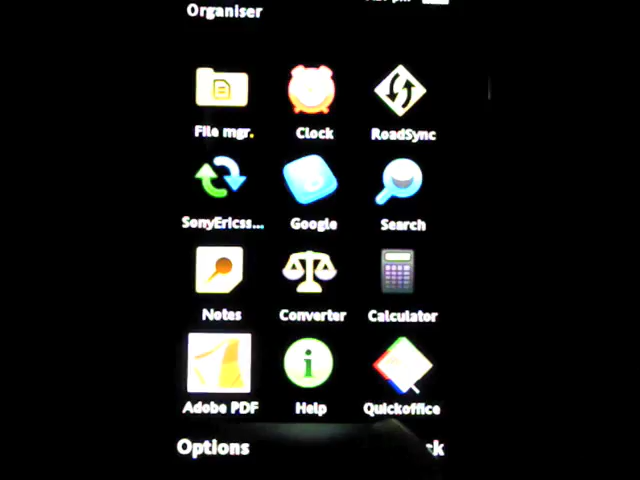 Organiser
File mgr. Clock RoadSync
SonyEricss... Google Search
Notes Converter Calculator
Adobe PDF Help Quickoffice
Options